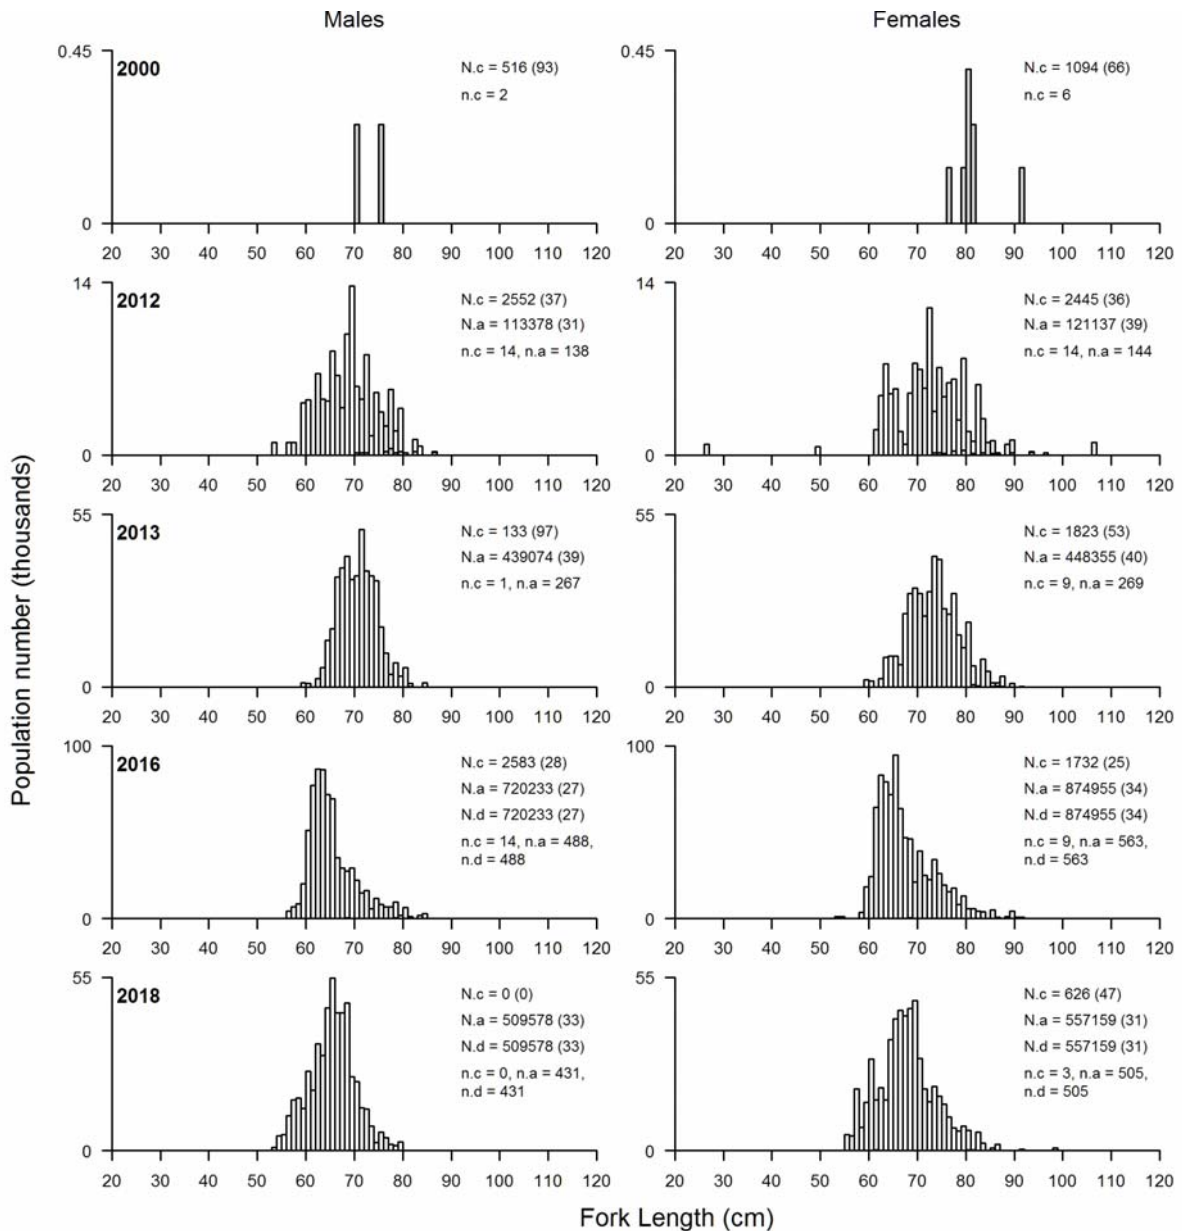 Males
Females
Population number (thousands)
0.45
2000
N.c = 516 (93)
n.c = 2
0
20 30 40 50 60 70 80 90 100 110 120
0.45
N.c = 1094 (66)
n.c = 6
0
20 30 40 50 60 70 80 90 100 110 120
14
2012
N.c = 2552 (37)
N.a = 113378 (31)
n.c = 14, n.a = 138
0
20 30 40 50 60 70 80 90 100 110 120
14
N.c = 2445 (36)
N.a = 121137 (39)
n.c = 14, n.a = 144
0
20 30 40 50 60 70 80 90 100 110 120
55
2013
N.c = 133 (97)
N.a = 439074 (39)
n.c = 1, n.a = 267
0
20 30 40 50 60 70 80 90 100 110 120
55
N.c = 1823 (53)
N.a = 448355 (40)
n.c = 9, n.a = 269
0
20 30 40 50 60 70 80 90 100 110 120
100
2016
N.c = 2583 (28)
N.a = 720233 (27)
N.d = 720233 (27)
n.c = 14, n.a = 488,
n.d = 488
0
20 30 40 50 60 70 80 90 100 110 120
100
N.c = 1732 (25)
N.a = 874955 (34)
N.d = 874955 (34)
n.c = 9, n.a = 563,
n.d = 563
0
20 30 40 50 60 70 80 90 100 110 120
55
2018
N.c = 0 (0)
N.a = 509578 (33)
N.d = 509578 (33)
n.c = 0, n.a = 431,
n.d = 431
0
20 30 40 50 60 70 80 90 100 110 120
55
N.c = 626 (47)
N.a = 557159 (31)
N.d = 557159 (31)
n.c = 3, n.a = 505,
n.d = 505
0
20 30 40 50 60 70 80 90 100 110 120
Fork Length (cm)